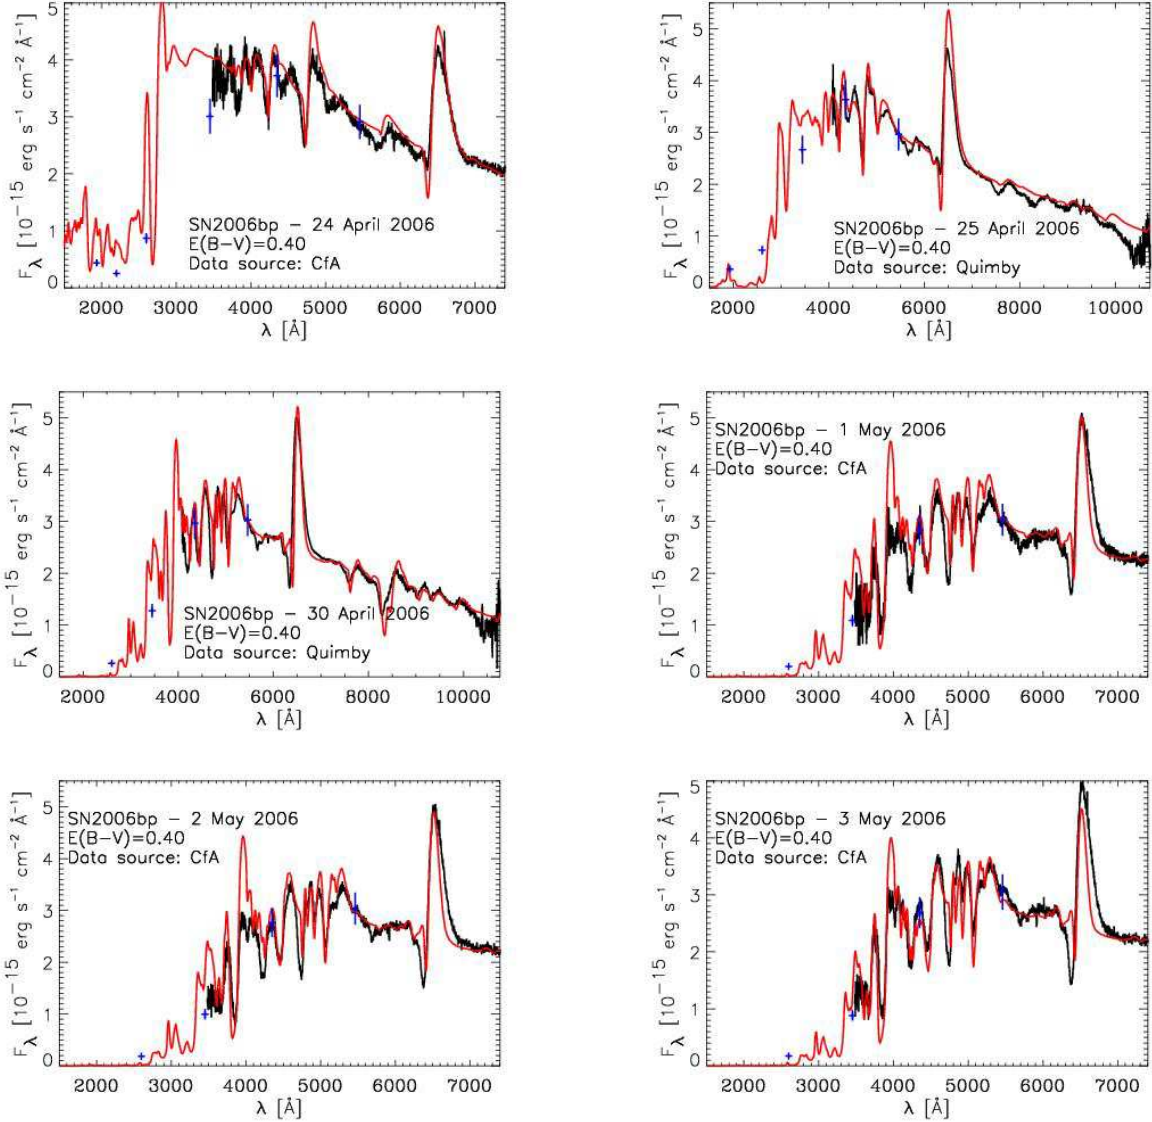 5
4
3
2
1
0
F_λ [10^−15 erg s^−1 cm^−2 Å^−1]
SN2006bp − 24 April 2006
E(B−V)=0.40
Data source: CfA
2000 3000 4000 5000 6000 7000
λ [Å]
5
4
3
2
1
0
F_λ [10^−15 erg s^−1 cm^−2 Å^−1]
SN2006bp − 25 April 2006
E(B−V)=0.40
Data source: Quimby
2000 4000 6000 8000 10000
λ [Å]
5
4
3
2
1
0
F_λ [10^−15 erg s^−1 cm^−2 Å^−1]
SN2006bp − 30 April 2006
E(B−V)=0.40
Data source: Quimby
2000 4000 6000 8000 10000
λ [Å]
5
4
3
2
1
0
F_λ [10^−15 erg s^−1 cm^−2 Å^−1]
SN2006bp − 1 May 2006
E(B−V)=0.40
Data source: CfA
2000 3000 4000 5000 6000 7000
λ [Å]
5
4
3
2
1
0
F_λ [10^−15 erg s^−1 cm^−2 Å^−1]
SN2006bp − 2 May 2006
E(B−V)=0.40
Data source: CfA
2000 3000 4000 5000 6000 7000
λ [Å]
5
4
3
2
1
0
F_λ [10^−15 erg s^−1 cm^−2 Å^−1]
SN2006bp − 3 May 2006
E(B−V)=0.40
Data source: CfA
2000 3000 4000 5000 6000 7000
λ [Å]